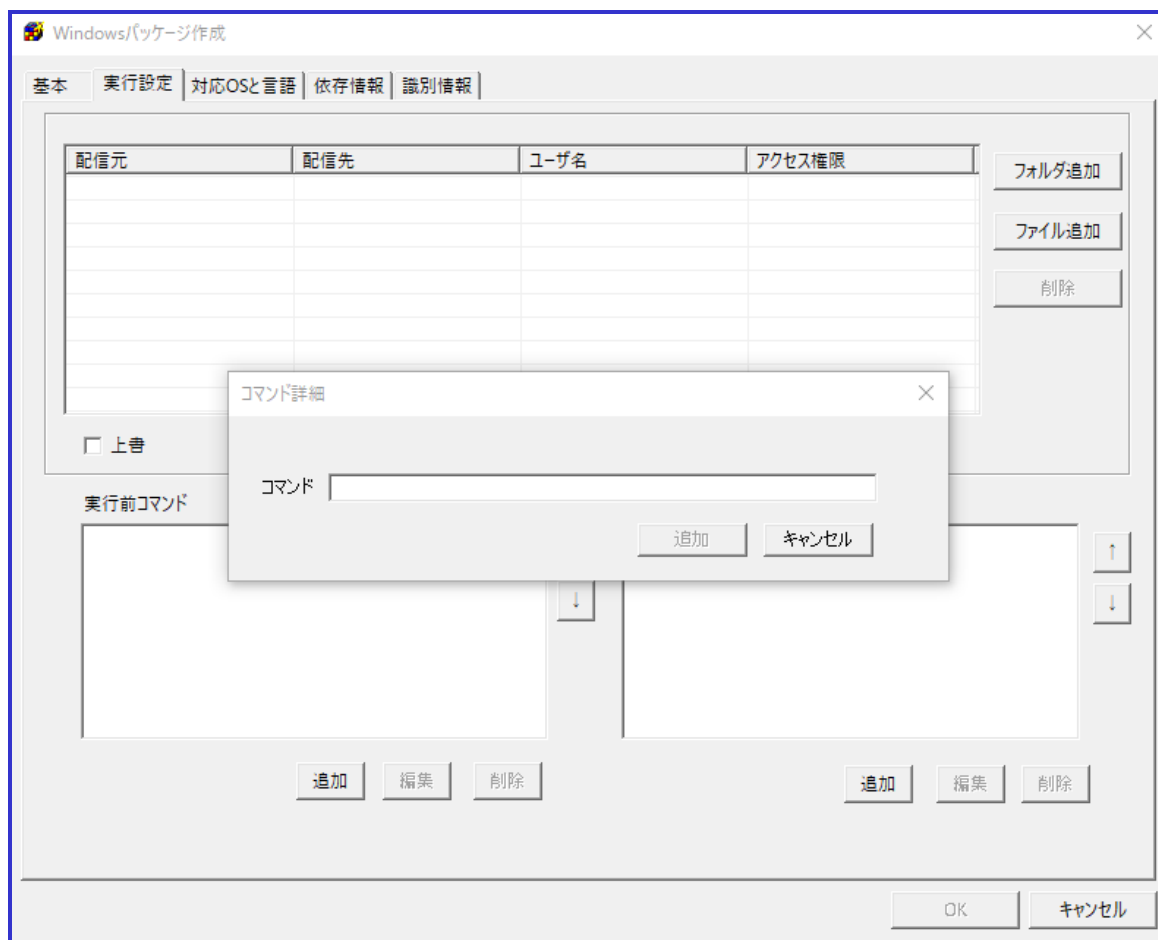 Windowsパッケージ作成
基本 実行設定 対応OSと言語 依存情報 識別情報
配信元 配信先 ユーザ名 アクセス権限
フォルダ追加
ファイル追加
削除
コマンド詳細
上書
コマンド
実行前コマンド
追加 キャンセル
↑
↓ ↓
追加 編集 削除 追加 編集 削除
OK キャンセル